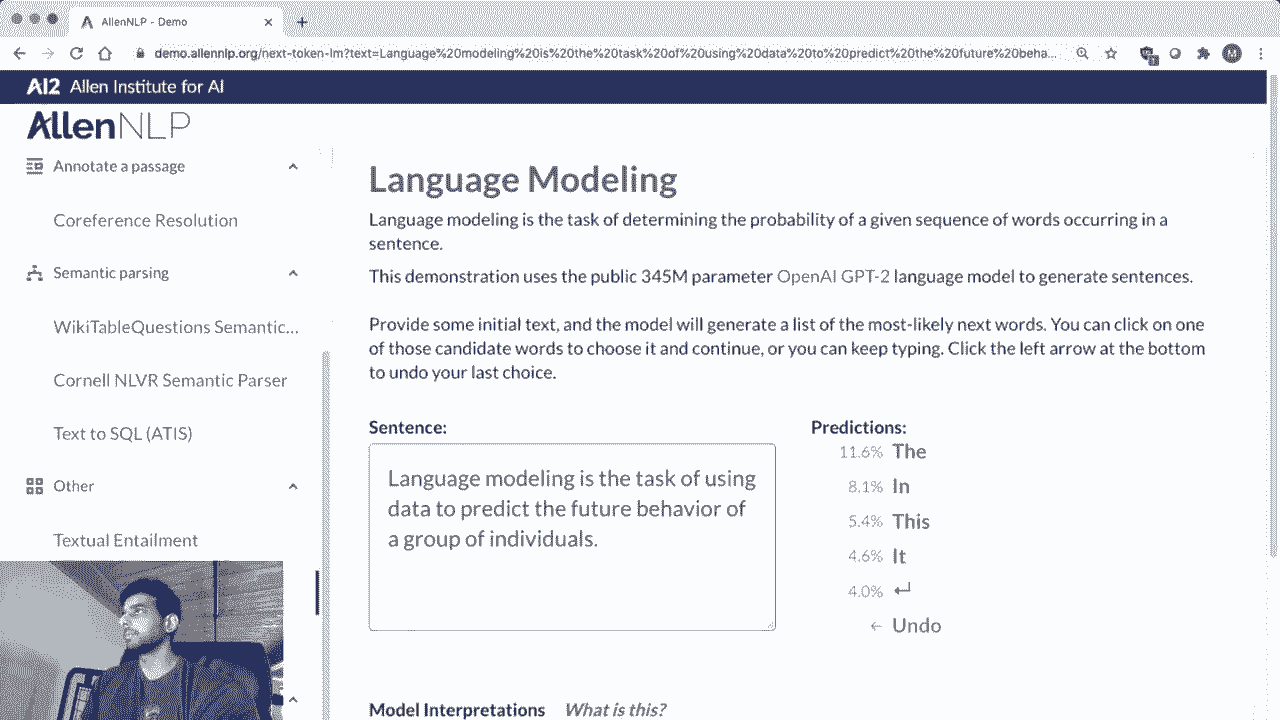 AllenNLP - Demo
demo.allennlp.org/next-token-lm?text=Language%20modeling%20is%20the%20task%20of%20using%20data%20to%20predict%20the%20future%20beha...
M
AI2 Allen Institute for AI
AllenNLP
Annotate a passage
Coreference Resolution
Semantic parsing
WikiTableQuestions Semantic...
Cornell NLVR Semantic Parser
Text to SQL (ATIS)
Other
Textual Entailment
Language Modeling
Language modeling is the task of determining the probability of a given sequence of words occurring in a
sentence.
This demonstration uses the public 345M parameter OpenAI GPT-2 language model to generate sentences.
Provide some initial text, and the model will generate a list of the most-likely next words. You can click on one
of those candidate words to choose it and continue, or you can keep typing. Click the left arrow at the bottom
to undo your last choice.
Sentence:
Language modeling is the task of using
data to predict the future behavior of
a group of individuals.
Predictions:
11.6% The
8.1% In
5.4% This
4.6% It
4.0% ↵
← Undo
Model Interpretations What is this?